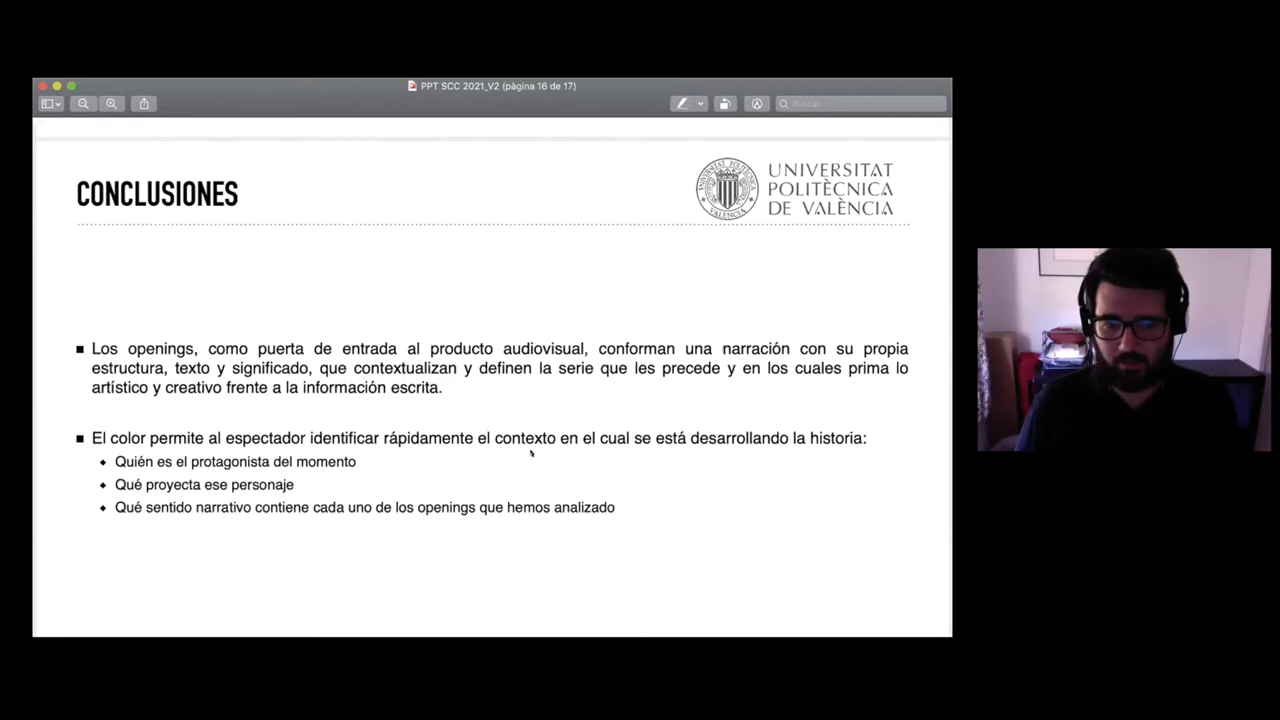 PPT SCC 2021_V2 (pàgina 16 de 17)
Buscar
CONCLUSIONES
UNIVERSITAT
POLITÈCNICA
DE VALÈNCIA
■ Los openings, como puerta de entrada al producto audiovisual, conforman una narración con su propia
estructura, texto y significado, que contextualizan y definen la serie que les precede y en los cuales prima lo
artístico y creativo frente a la información escrita.
■ El color permite al espectador identificar rápidamente el contexto en el cual se está desarrollando la historia:
◆ Quién es el protagonista del momento
◆ Qué proyecta ese personaje
◆ Qué sentido narrativo contiene cada uno de los openings que hemos analizado